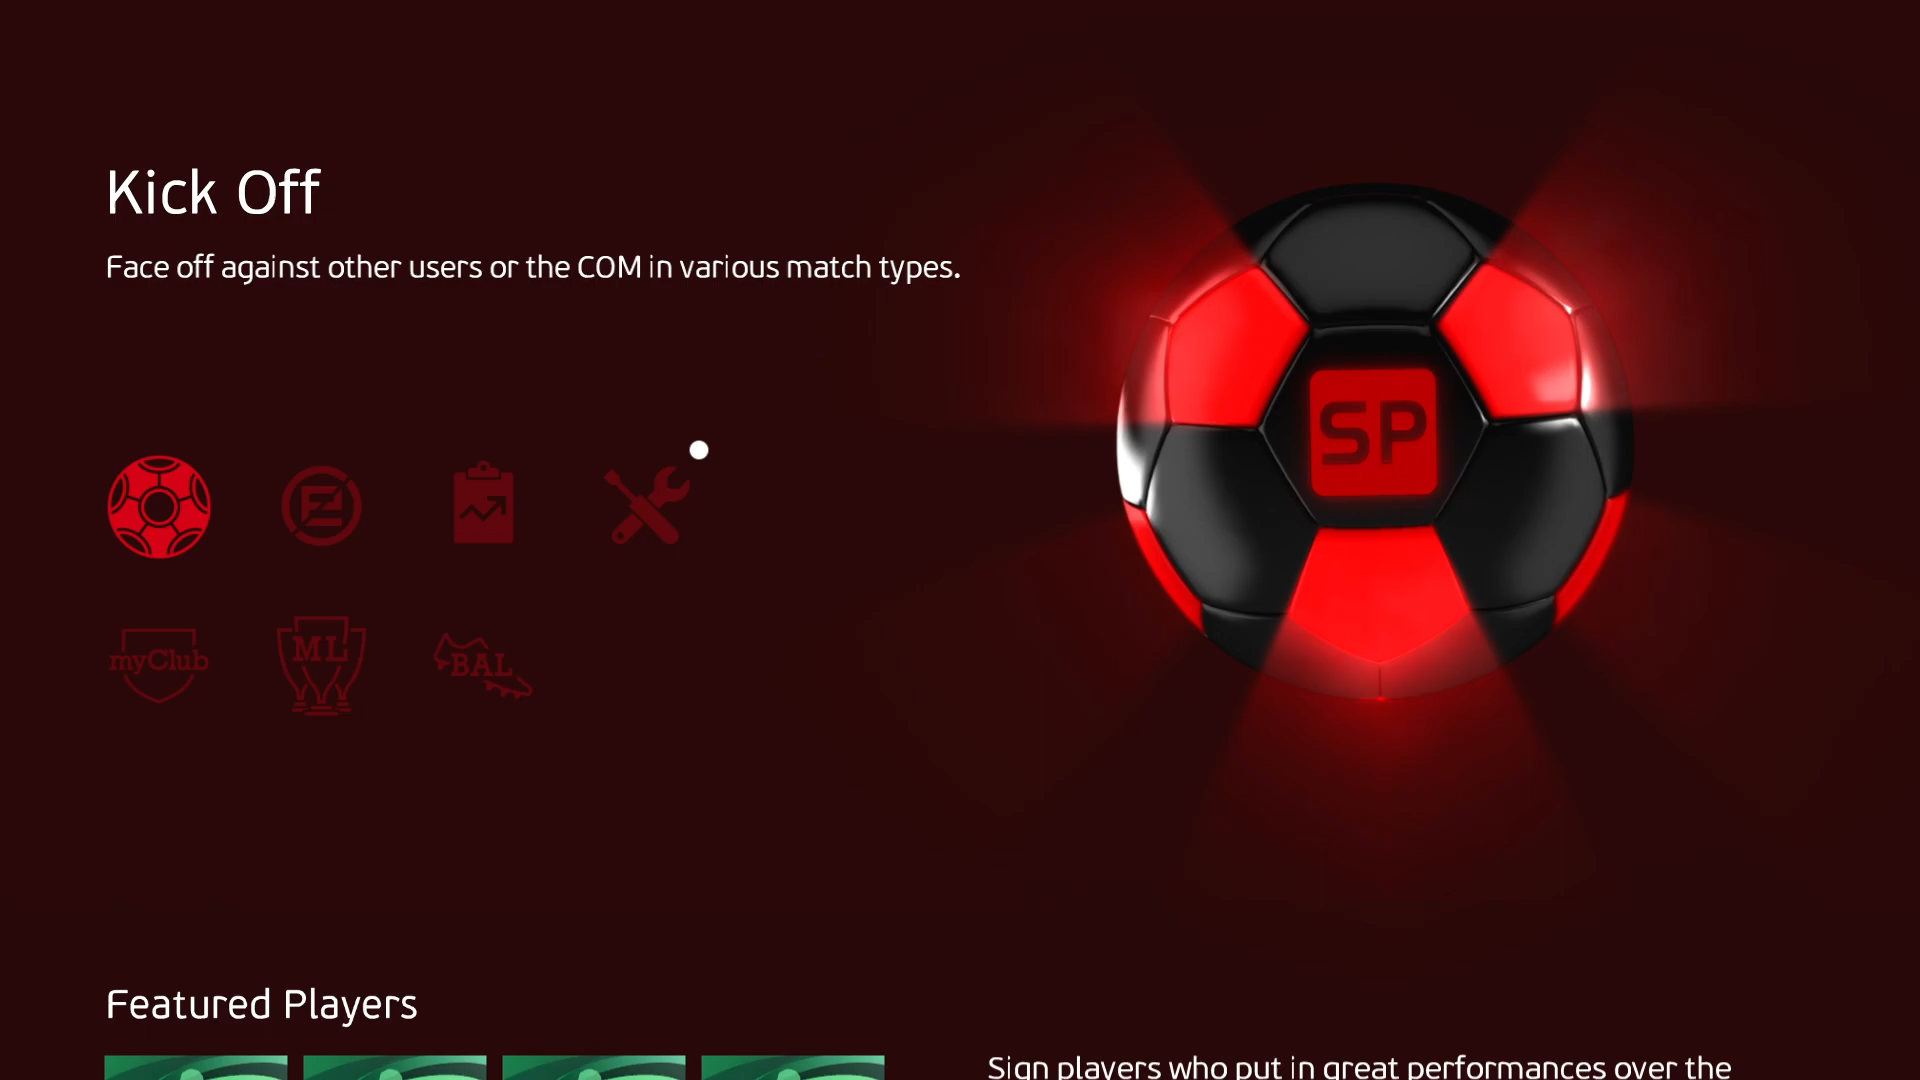 Kick Off
Face off against other users or the COM in various match types.
SP
myClub
ML
BAL
Featured Players
Sign players who put in great performances over the